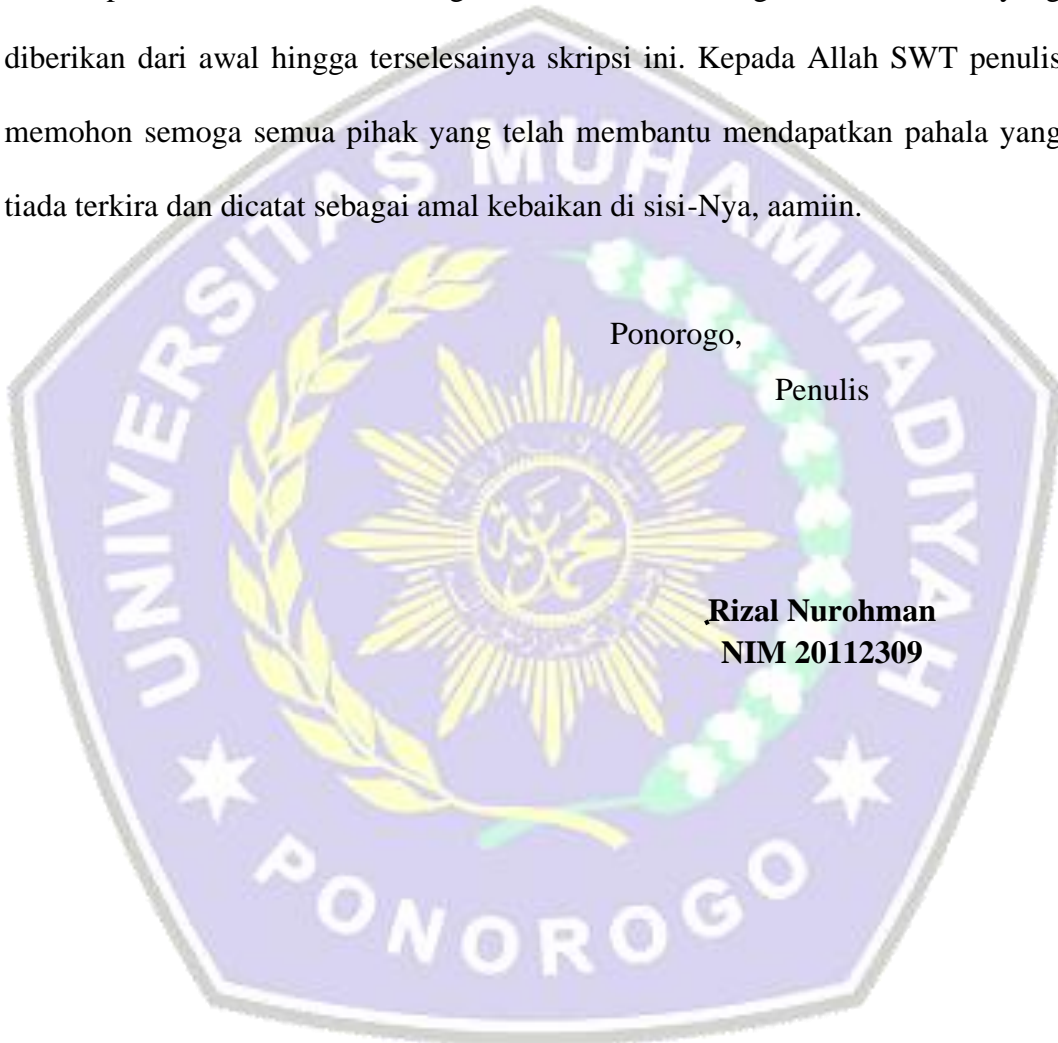 diberikan dari awal hingga terselesainya skripsi ini. Kepada Allah SWT penulis
memohon semoga semua pihak yang telah membantu mendapatkan pahala yang
tiada terkira dan dicatat sebagai amal kebaikan di sisi-Nya, aamiin.
UNIVERSITAS MUHAMMADIYAH
Ponorogo,
Penulis
محمدية
Rizal Nurohman
NIM 20112309
PONOROGO